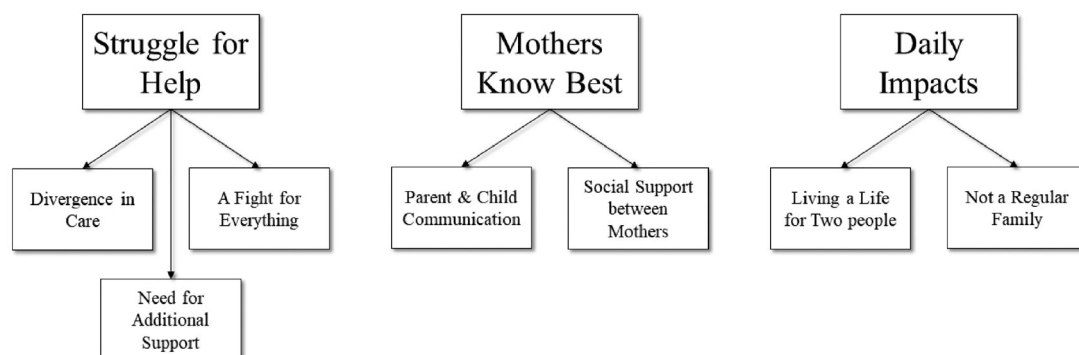 Struggle for
Help
Mothers
Know Best
Daily
Impacts
Divergence in
Care
A Fight for
Everything
Need for
Additional
Support
Parent & Child
Communication
Social Support
between
Mothers
Living a Life
for Two people
Not a Regular
Family